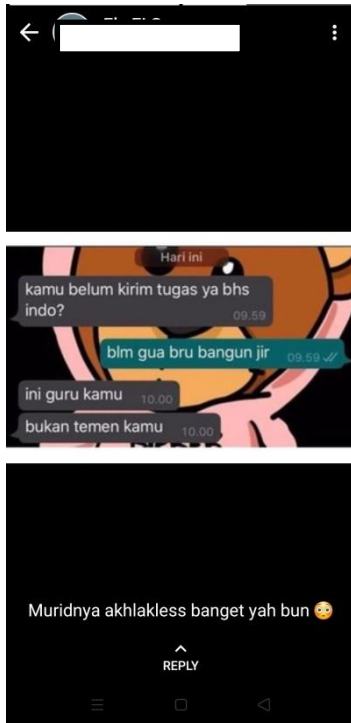 Hari ini
kamu belum kirim tugas ya bhs
indo?
09.59
blm gua bru bangun jir 09.59
ini guru kamu 10.00
bukan temen kamu 10.00
Muridnya akhlakless banget yah bun 😳
REPLY